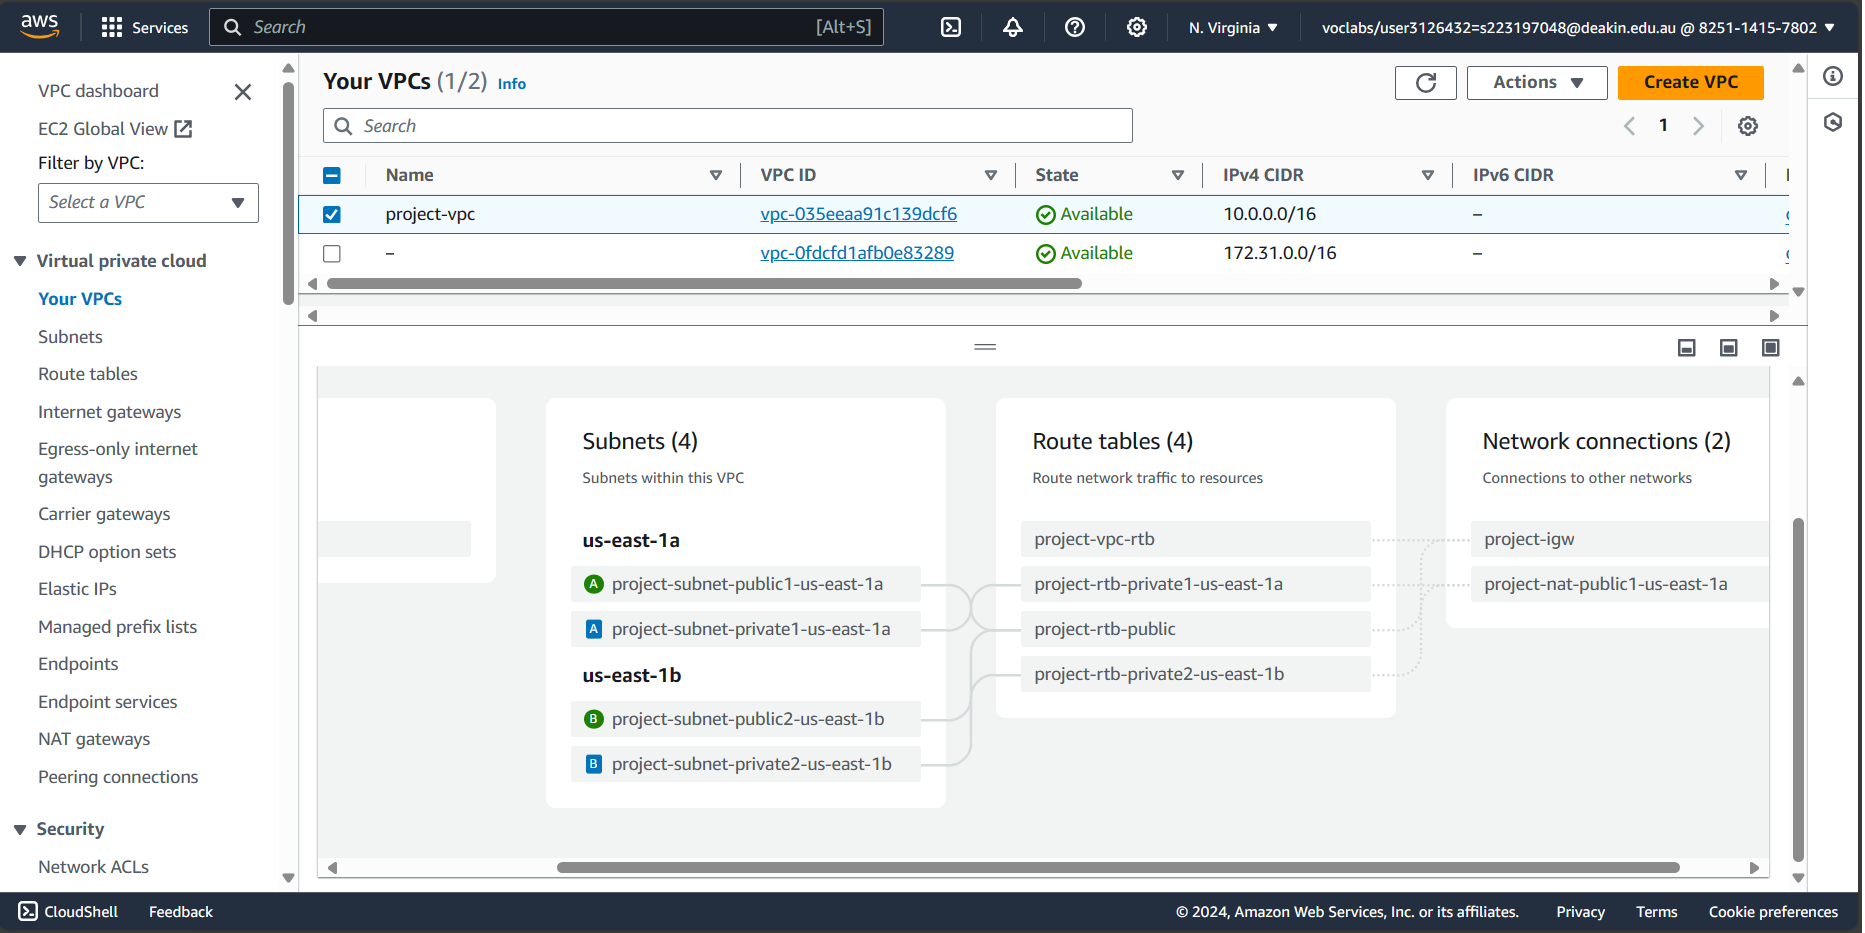 aws
Services
Search
[Alt+S]
N. Virginia
voclabs/user3126432=s223197048@deakin.edu.au @ 8251-1415-7802
VPC dashboard
EC2 Global View
Filter by VPC:
Select a VPC
Virtual private cloud
Your VPCs
Subnets
Route tables
Internet gateways
Egress-only internet
gateways
Carrier gateways
DHCP option sets
Elastic IPs
Managed prefix lists
Endpoints
Endpoint services
NAT gateways
Peering connections
Security
Network ACLs
Your VPCs (1/2) Info
Actions
Create VPC
Search
1
Name VPC ID State IPv4 CIDR IPv6 CIDR
project-vpc vpc-035eeaa91c139dcf6 Available 10.0.0.0/16 –
– vpc-0fdcfd1afb0e83289 Available 172.31.0.0/16 –
Subnets (4)
Subnets within this VPC
us-east-1a
A project-subnet-public1-us-east-1a
A project-subnet-private1-us-east-1a
us-east-1b
B project-subnet-public2-us-east-1b
B project-subnet-private2-us-east-1b
Route tables (4)
Route network traffic to resources
project-vpc-rtb
project-rtb-private1-us-east-1a
project-rtb-public
project-rtb-private2-us-east-1b
Network connections (2)
Connections to other networks
project-igw
project-nat-public1-us-east-1a
CloudShell
Feedback
© 2024, Amazon Web Services, Inc. or its affiliates.
Privacy
Terms
Cookie preferences